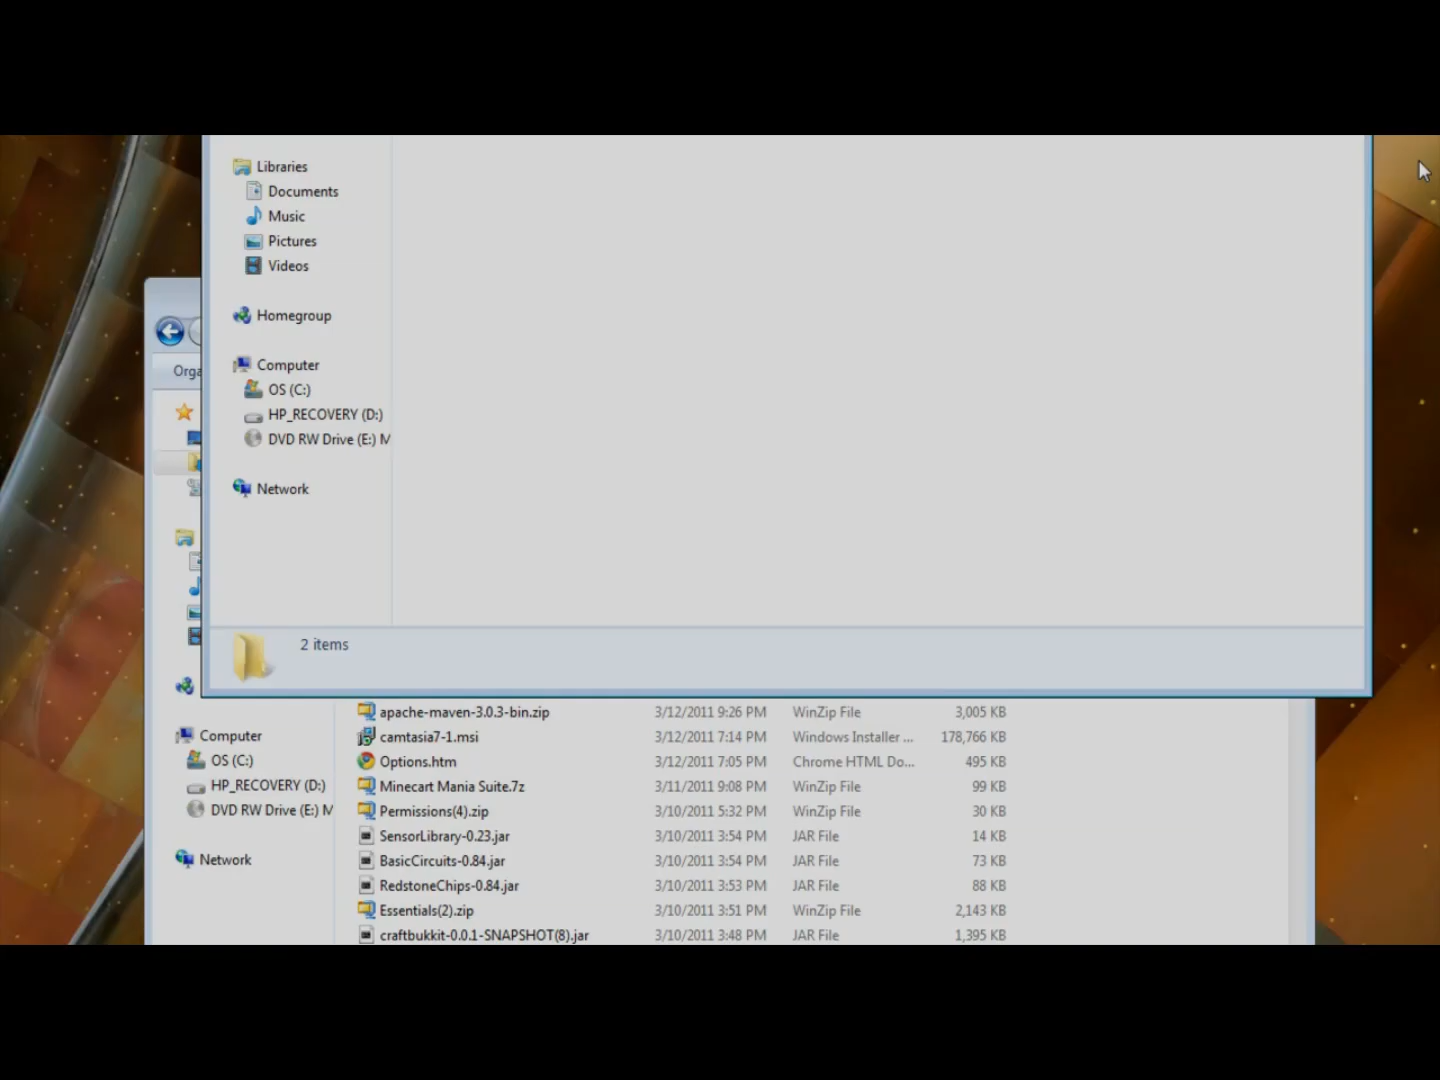 Libraries
Documents
Music
Pictures
Videos
Homegroup
Computer
OS (C:)
HP_RECOVERY (D:)
DVD RW Drive (E:) M
Network
2 items
Orga
apache-maven-3.0.3-bin.zip 3/12/2011 9:26 PM WinZip File 3,005 KB
camtasia7-1.msi 3/12/2011 7:14 PM Windows Installer ... 178,766 KB
Options.htm 3/12/2011 7:05 PM Chrome HTML Do... 495 KB
Minecart Mania Suite.7z 3/11/2011 9:08 PM WinZip File 99 KB
Permissions(4).zip 3/10/2011 5:32 PM WinZip File 30 KB
SensorLibrary-0.23.jar 3/10/2011 3:54 PM JAR File 14 KB
BasicCircuits-0.84.jar 3/10/2011 3:54 PM JAR File 73 KB
RedstoneChips-0.84.jar 3/10/2011 3:53 PM JAR File 88 KB
Essentials(2).zip 3/10/2011 3:51 PM WinZip File 2,143 KB
craftbukkit-0.0.1-SNAPSHOT(8).jar 3/10/2011 3:48 PM JAR File 1,395 KB
Computer
OS (C:)
HP_RECOVERY (D:)
DVD RW Drive (E:) M
Network